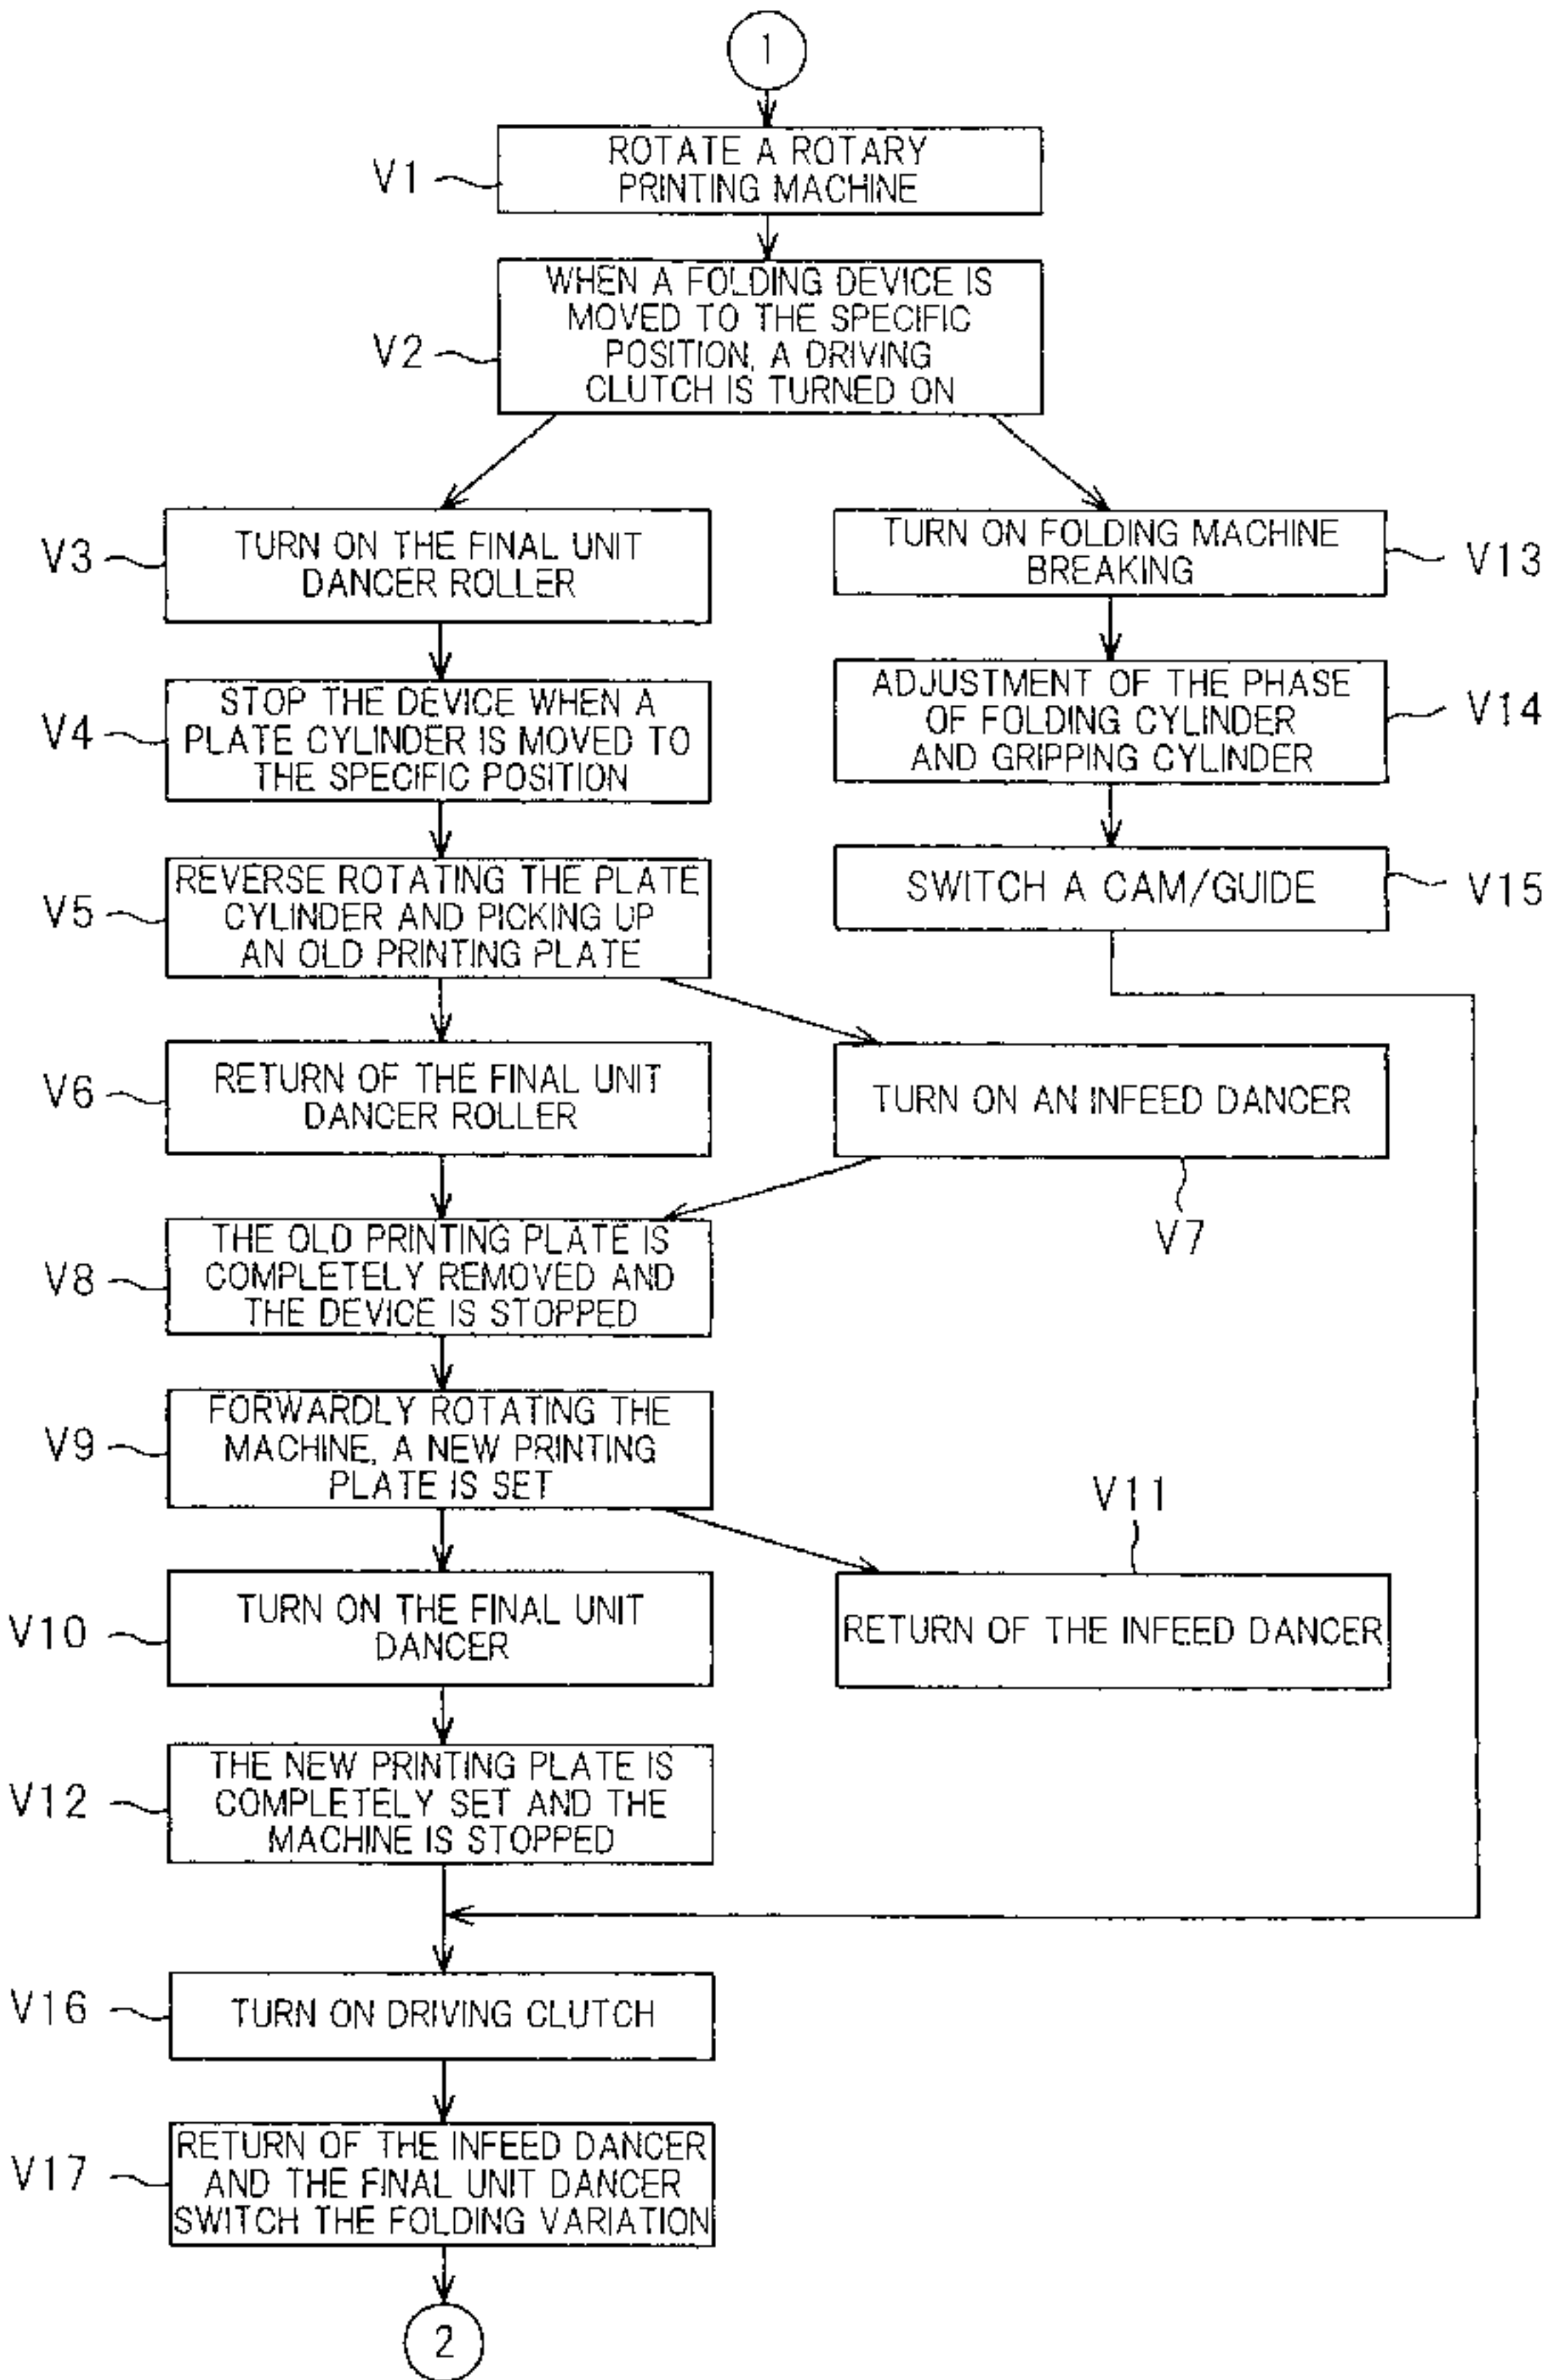 1
V1
ROTATE A ROTARY
PRINTING MACHINE
V2
WHEN A FOLDING DEVICE IS
MOVED TO THE SPECIFIC
POSITION, A DRIVING
CLUTCH IS TURNED ON
V3
TURN ON THE FINAL UNIT
DANCER ROLLER
TURN ON FOLDING MACHINE
BREAKING
V13
V4
STOP THE DEVICE WHEN A
PLATE CYLINDER IS MOVED TO
THE SPECIFIC POSITION
ADJUSTMENT OF THE PHASE
OF FOLDING CYLINDER
AND GRIPPING CYLINDER
V14
V5
REVERSE ROTATING THE PLATE
CYLINDER AND PICKING UP
AN OLD PRINTING PLATE
SWITCH A CAM/GUIDE
V15
V6
RETURN OF THE FINAL UNIT
DANCER ROLLER
TURN ON AN INFEED DANCER
V7
V8
THE OLD PRINTING PLATE IS
COMPLETELY REMOVED AND
THE DEVICE IS STOPPED
V9
FORWARDLY ROTATING THE
MACHINE, A NEW PRINTING
PLATE IS SET
V11
V10
TURN ON THE FINAL UNIT
DANCER
RETURN OF THE INFEED DANCER
V12
THE NEW PRINTING PLATE IS
COMPLETELY SET AND THE
MACHINE IS STOPPED
V16
TURN ON DRIVING CLUTCH
V17
RETURN OF THE INFEED DANCER
AND THE FINAL UNIT DANCER
SWITCH THE FOLDING VARIATION
2